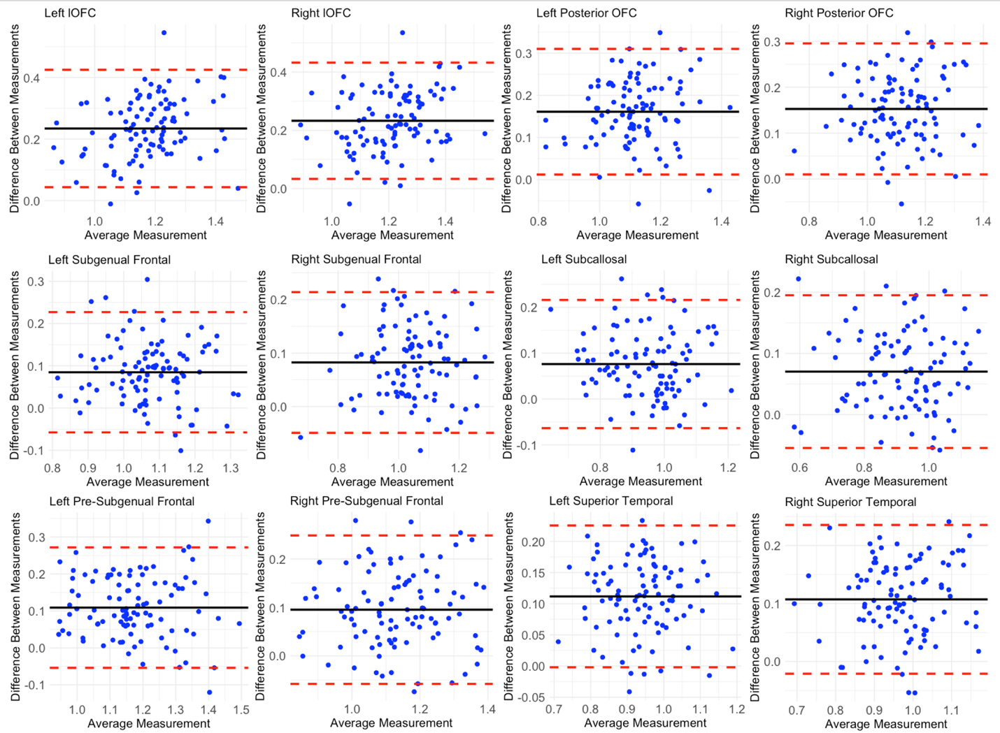 Left lOFC
Right lOFC
Left Posterior OFC
Right Posterior OFC
Difference Between Measurements
0.4
0.2
0.0
1.0 1.2 1.4
Average Measurement
Difference Between Measurements
0.4
0.2
0.0
1.0 1.2 1.4
Average Measurement
Difference Between Measurements
0.3
0.2
0.1
0.0
0.8 1.0 1.2 1.4
Average Measurement
Difference Between Measurements
0.3
0.2
0.1
0.0
0.8 1.0 1.2 1.4
Average Measurement
Left Subgenual Frontal
Right Subgenual Frontal
Left Subcallosal
Right Subcallosal
Difference Between Measurements
0.3
0.2
0.1
0.0
-0.1
0.8 0.9 1.0 1.1 1.2 1.3
Average Measurement
Difference Between Measurements
0.2
0.1
0.0
0.8 1.0 1.2
Average Measurement
Difference Between Measurements
0.2
0.1
0.0
-0.1
0.8 1.0 1.2
Average Measurement
Difference Between Measurements
0.2
0.1
0.0
0.6 0.8 1.0
Average Measurement
Left Pre-Subgenual Frontal
Right Pre-Subgenual Frontal
Left Superior Temporal
Right Superior Temporal
Difference Between Measurements
0.3
0.2
0.1
0.0
-0.1
1.0 1.1 1.2 1.3 1.4 1.5
Average Measurement
Difference Between Measurements
0.2
0.1
0.0
1.0 1.2 1.4
Average Measurement
Difference Between Measurements
0.20
0.15
0.10
0.05
0.00
-0.05
0.7 0.8 0.9 1.0 1.1 1.2
Average Measurement
Difference Between Measurements
0.2
0.1
0.0
0.7 0.8 0.9 1.0 1.1
Average Measurement